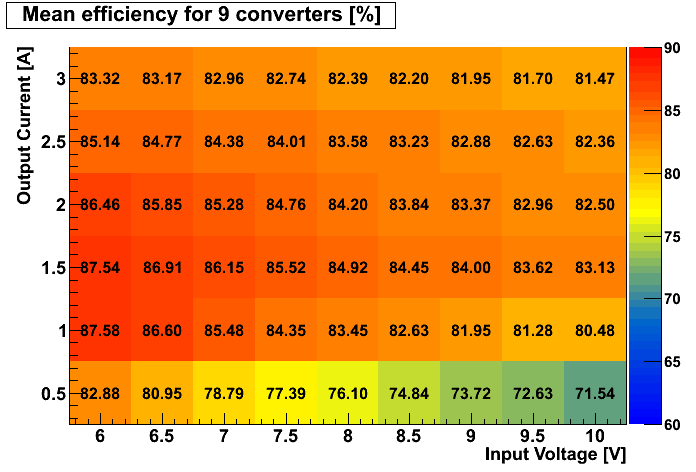 Mean efficiency for 9 converters [%]
Output Current [A]
3 83.32 83.17 82.96 82.74 82.39 82.20 81.95 81.70 81.47
2.5 85.14 84.77 84.38 84.01 83.58 83.23 82.88 82.63 82.36
2 86.46 85.85 85.28 84.76 84.20 83.84 83.37 82.96 82.50
1.5 87.54 86.91 86.15 85.52 84.92 84.45 84.00 83.62 83.13
1 87.58 86.60 85.48 84.35 83.45 82.63 81.95 81.28 80.48
0.5 82.88 80.95 78.79 77.39 76.10 74.84 73.72 72.63 71.54
6 6.5 7 7.5 8 8.5 9 9.5 10
Input Voltage [V]
90
85
80
75
70
65
60